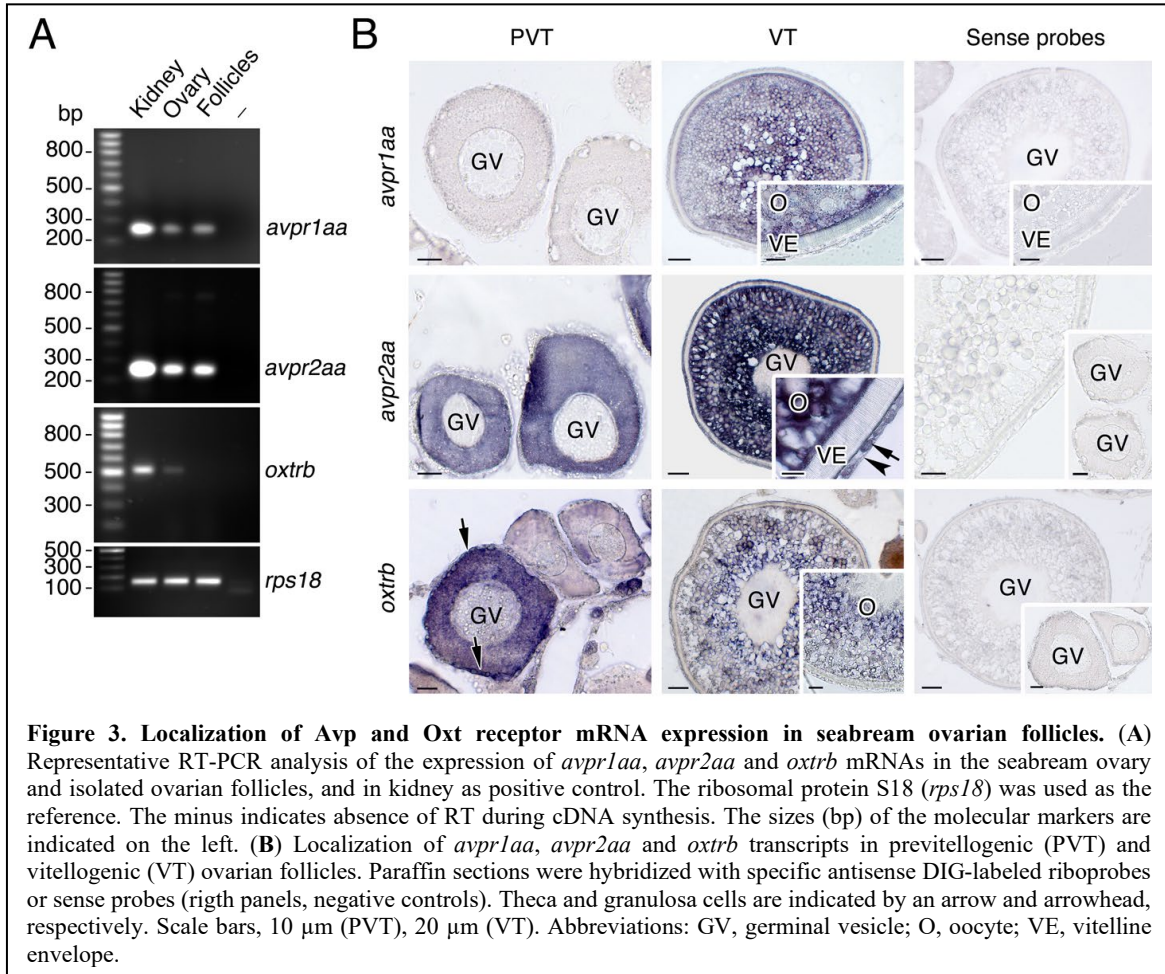 A
B
bp
Kidney
Ovary
Follicles
–
800
500
300
200
avpr1aa
800
500
300
200
avpr2aa
800
500
300
oxtrb
500
300
100
rps18
PVT
VT
Sense probes
avpr1aa
GV
GV
O
VE
GV
O
VE
avpr2aa
GV
GV
GV
O
VE
GV
GV
oxtrb
GV
GV
O
GV
GV
Figure 3. Localization of Avp and Oxt receptor mRNA expression in seabream ovarian follicles. (A)
Representative RT-PCR analysis of the expression of avpr1aa, avpr2aa and oxtrb mRNAs in the seabream ovary
and isolated ovarian follicles, and in kidney as positive control. The ribosomal protein S18 (rps18) was used as the
reference. The minus indicates absence of RT during cDNA synthesis. The sizes (bp) of the molecular markers are
indicated on the left. (B) Localization of avpr1aa, avpr2aa and oxtrb transcripts in previtellogenic (PVT) and
vitellogenic (VT) ovarian follicles. Paraffin sections were hybridized with specific antisense DIG-labeled riboprobes
or sense probes (rigth panels, negative controls). Theca and granulosa cells are indicated by an arrow and arrowhead,
respectively. Scale bars, 10 µm (PVT), 20 µm (VT). Abbreviations: GV, germinal vesicle; O, oocyte; VE, vitelline
envelope.